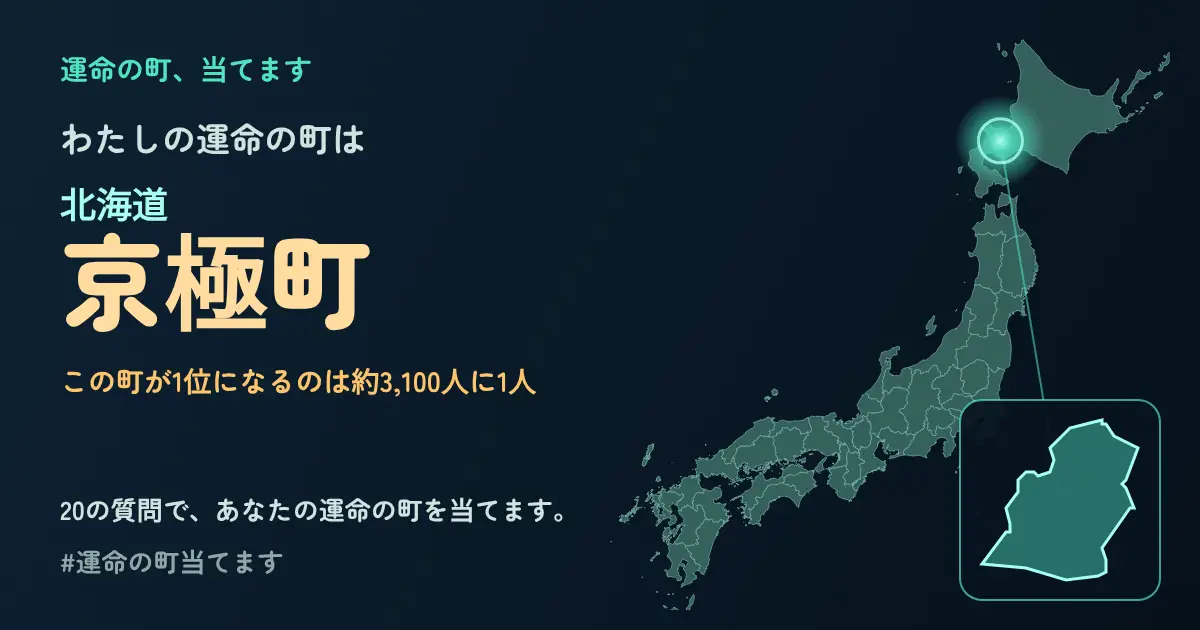 運命の町、当てます
わたしの運命の町は
北海道
京極町
この町が1位になるのは約3,100人に1人
20の質問で、あなたの運命の町を当てます。
#運命の町当てます